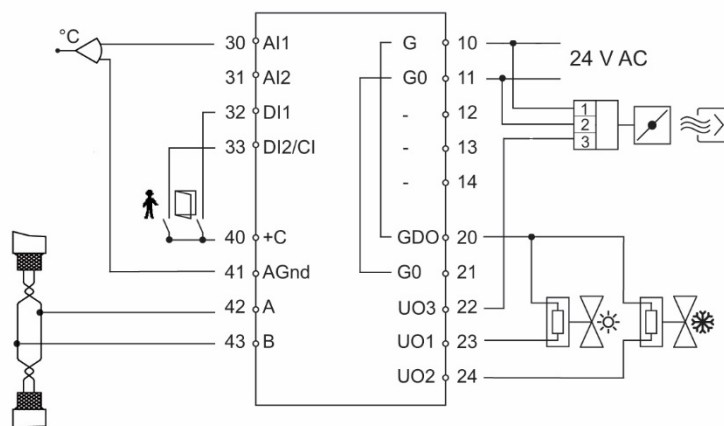 °C
30 AI1 G 10
24 V AC
31 AI2 G0 11
32 DI1 - 12
1
2
3
33 DI2/CI - 13
- 14
40 +C GDO 20
41 AGnd G0 21
42 A UO3 22
43 B UO1 23
UO2 24